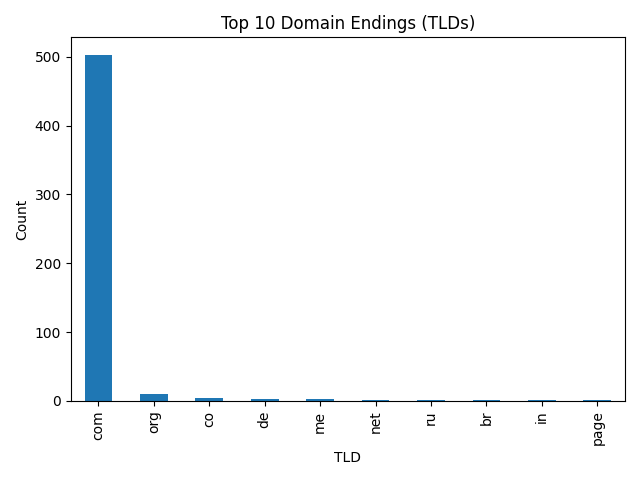 Top 10 Domain Endings (TLDs)
Count
500
400
300
200
100
0
com
org
co
de
me
net
ru
br
in
page
TLD